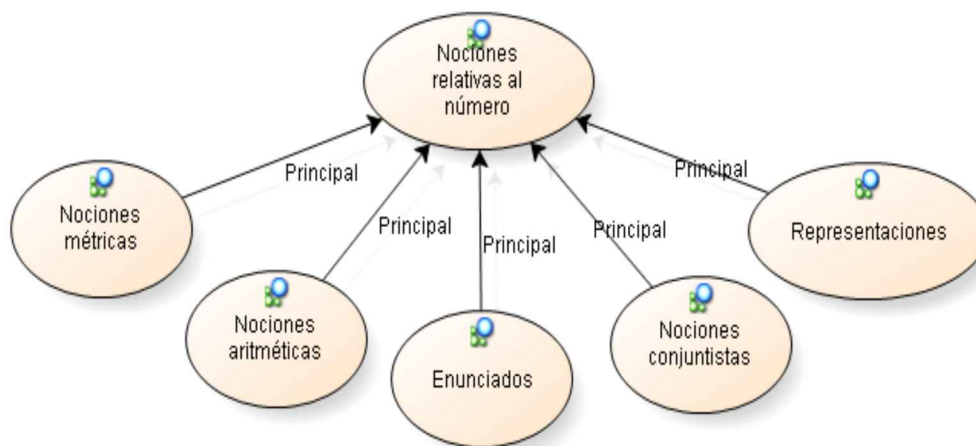 Nociones
relativas al
número
Principal
Principal
Principal
Principal
Principal
Nociones
métricas
Nociones
aritméticas
Enunciados
Nociones
conjuntistas
Representaciones